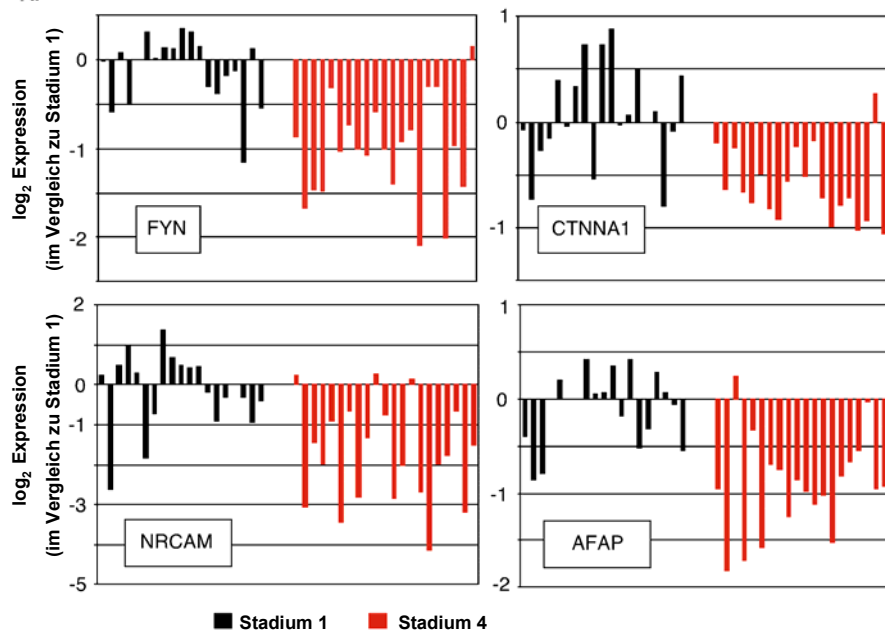 0
-1
-2
FYN
1
0
-1
CTNNA1
log2 Expression
(im Vergleich zu Stadium 1)
2
0
-1
-3
-5
NRCAM
1
0
-1
-2
AFAP
log2 Expression
(im Vergleich zu Stadium 1)
Stadium 1
Stadium 4